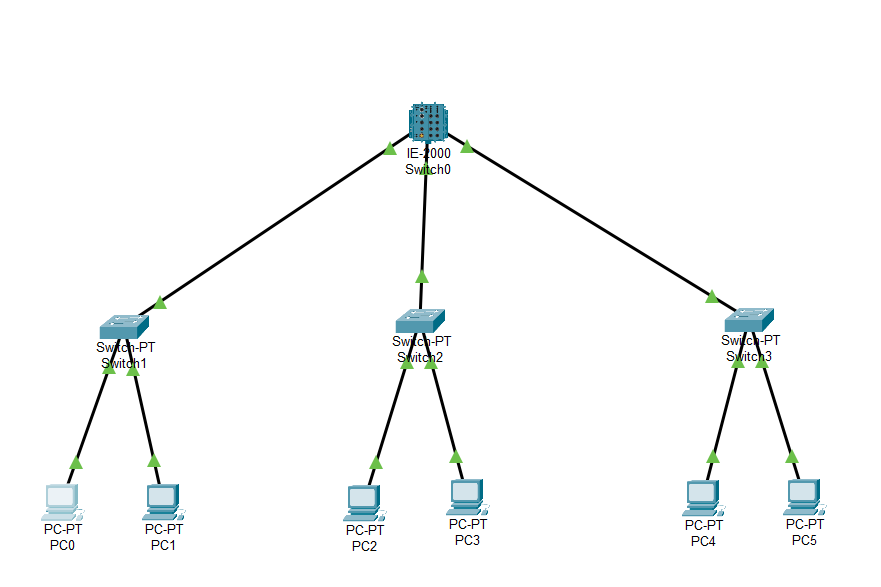 IE-2000
Switch0
Switch-PT
Switch1
Switch-PT
Switch2
Switch-PT
Switch3
PC-PT
PC0
PC-PT
PC1
PC-PT
PC2
PC-PT
PC3
PC-PT
PC4
PC-PT
PC5